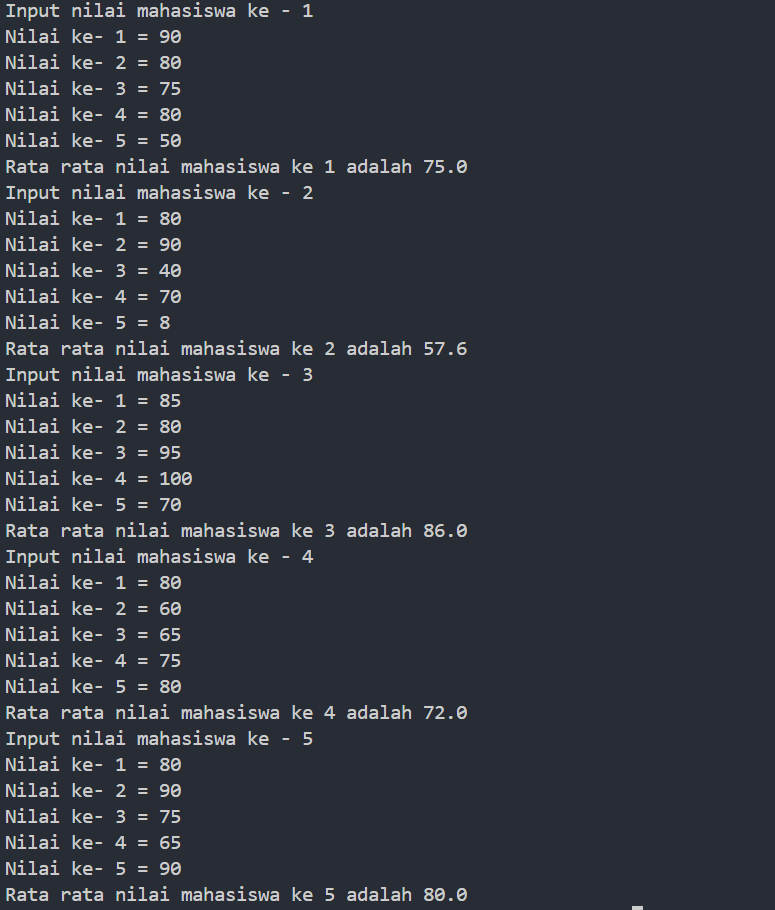 Input nilai mahasiswa ke - 1
Nilai ke- 1 = 90
Nilai ke- 2 = 80
Nilai ke- 3 = 75
Nilai ke- 4 = 80
Nilai ke- 5 = 50
Rata rata nilai mahasiswa ke 1 adalah 75.0
Input nilai mahasiswa ke - 2
Nilai ke- 1 = 80
Nilai ke- 2 = 90
Nilai ke- 3 = 40
Nilai ke- 4 = 70
Nilai ke- 5 = 8
Rata rata nilai mahasiswa ke 2 adalah 57.6
Input nilai mahasiswa ke - 3
Nilai ke- 1 = 85
Nilai ke- 2 = 80
Nilai ke- 3 = 95
Nilai ke- 4 = 100
Nilai ke- 5 = 70
Rata rata nilai mahasiswa ke 3 adalah 86.0
Input nilai mahasiswa ke - 4
Nilai ke- 1 = 80
Nilai ke- 2 = 60
Nilai ke- 3 = 65
Nilai ke- 4 = 75
Nilai ke- 5 = 80
Rata rata nilai mahasiswa ke 4 adalah 72.0
Input nilai mahasiswa ke - 5
Nilai ke- 1 = 80
Nilai ke- 2 = 90
Nilai ke- 3 = 75
Nilai ke- 4 = 65
Nilai ke- 5 = 90
Rata rata nilai mahasiswa ke 5 adalah 80.0